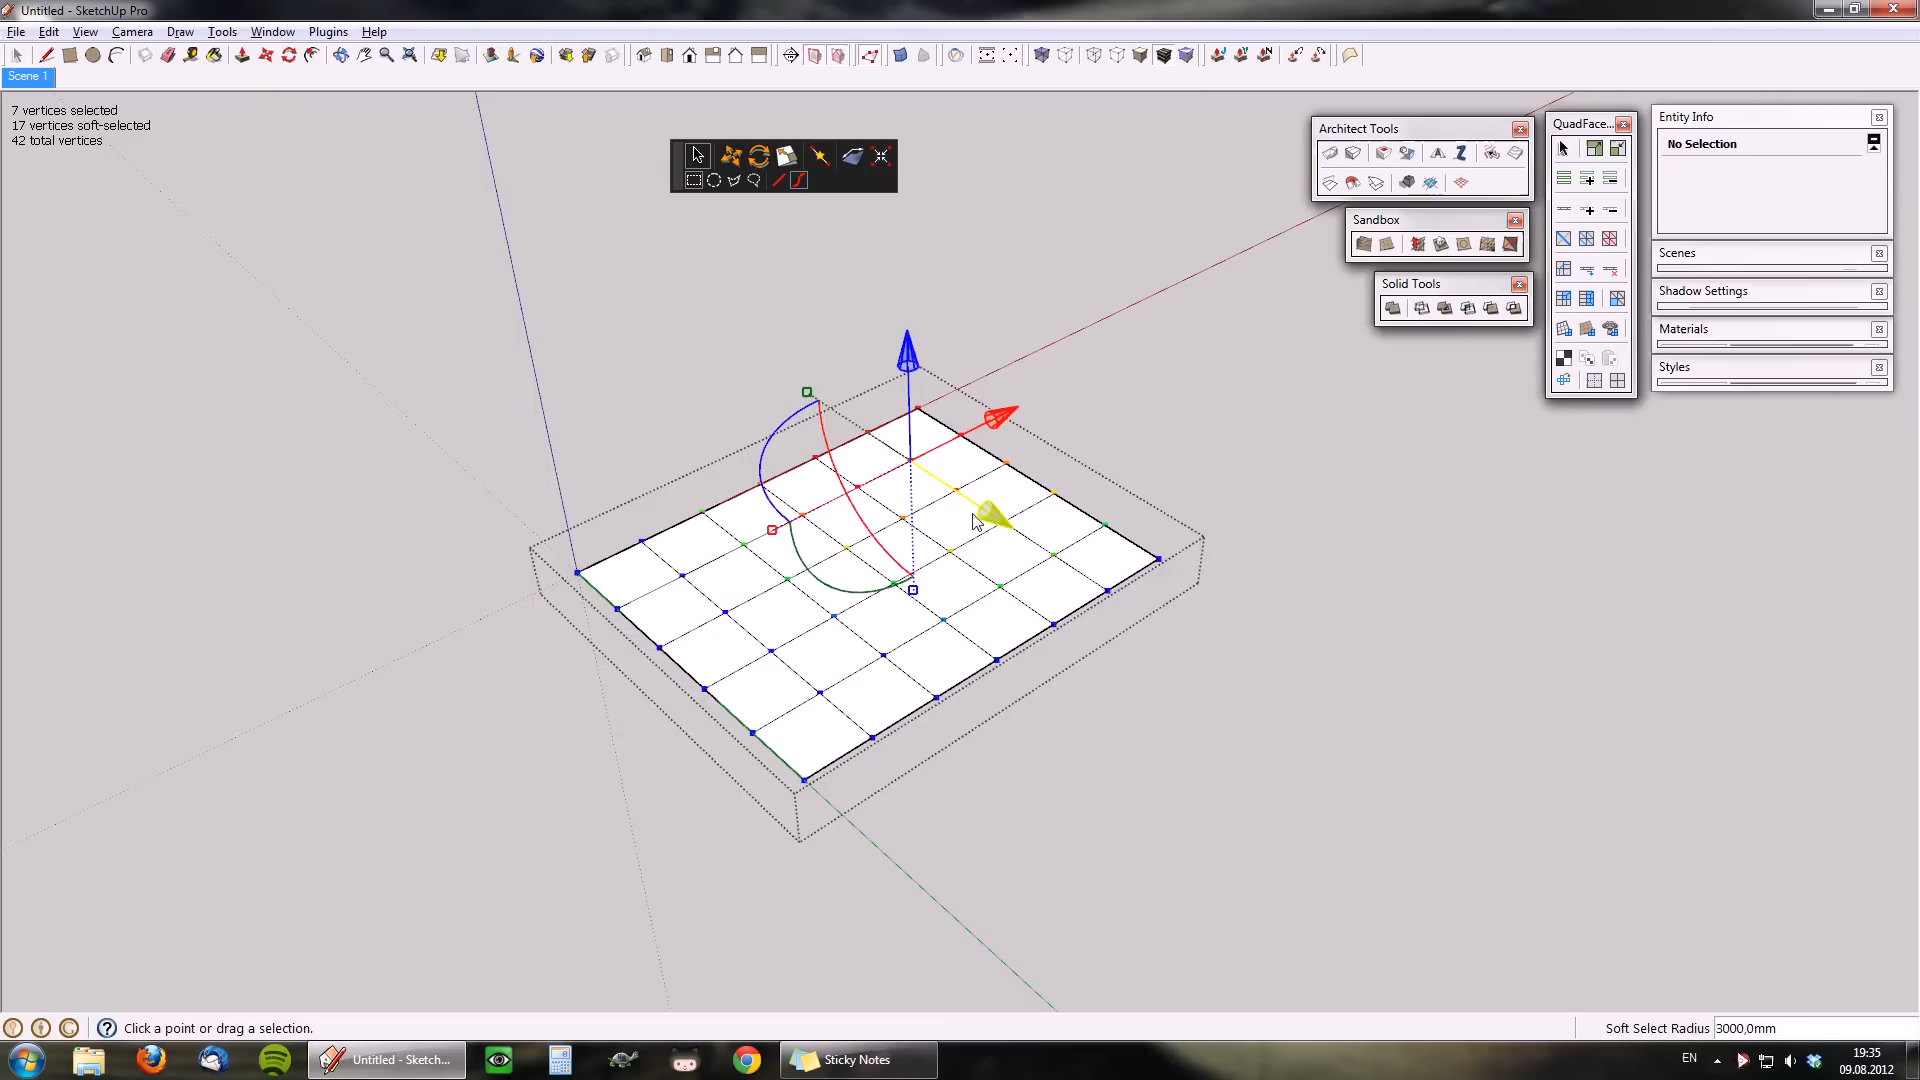 Untitled - SketchUp Pro
File Edit View Camera Draw Tools Window Plugins Help
Scene 1
7 vertices selected
17 vertices soft-selected
42 total vertices
Architect Tools
Sandbox
Solid Tools
QuadFace...
Entity Info
No Selection
Scenes
Shadow Settings
Materials
Styles
Click a point or drag a selection.
Soft Select Radius 3000,0mm
Untitled - Sketch...
Sticky Notes
EN
19:35
09.08.2012